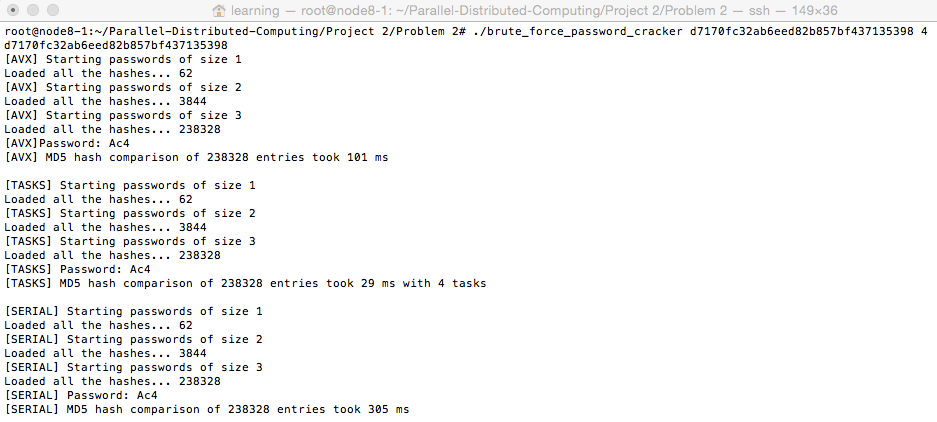 learning — root@node8-1: ~/Parallel-Distributed-Computing/Project 2/Problem 2 — ssh — 149×36
root@node8-1:~/Parallel-Distributed-Computing/Project 2/Problem 2# ./brute_force_password_cracker d7170fc32ab6eed82b857bf437135398 4
d7170fc32ab6eed82b857bf437135398
[AVX] Starting passwords of size 1
Loaded all the hashes... 62
[AVX] Starting passwords of size 2
Loaded all the hashes... 3844
[AVX] Starting passwords of size 3
Loaded all the hashes... 238328
[AVX]Password: Ac4
[AVX] MD5 hash comparison of 238328 entries took 101 ms
[TASKS] Starting passwords of size 1
Loaded all the hashes... 62
[TASKS] Starting passwords of size 2
Loaded all the hashes... 3844
[TASKS] Starting passwords of size 3
Loaded all the hashes... 238328
[TASKS] Password: Ac4
[TASKS] MD5 hash comparison of 238328 entries took 29 ms with 4 tasks
[SERIAL] Starting passwords of size 1
Loaded all the hashes... 62
[SERIAL] Starting passwords of size 2
Loaded all the hashes... 3844
[SERIAL] Starting passwords of size 3
Loaded all the hashes... 238328
[SERIAL] Password: Ac4
[SERIAL] MD5 hash comparison of 238328 entries took 305 ms